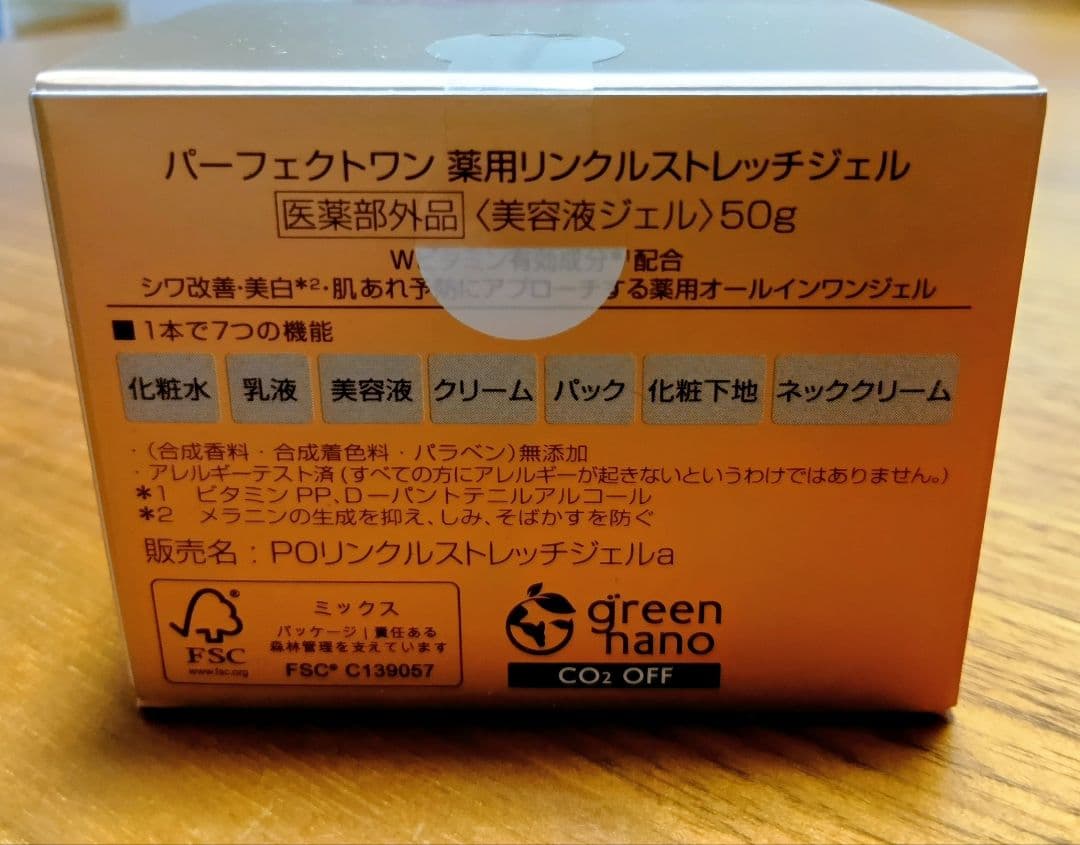 パーフェクトワン 薬用リンクルストレッチジェル
医薬部外品〈美容液ジェル〉50g
Wビタミン有効成分*1配合
シワ改善・美白*2・肌あれ予防にアプローチする薬用オールインワンジェル
■1本で7つの機能
化粧水 乳液 美容液 クリーム パック 化粧下地 ネッククリーム
・(合成香料・合成着色料・パラベン)無添加
・アレルギーテスト済(すべての方にアレルギーが起きないというわけではありません。)
*1 ビタミンPP、D-パントテニルアルコール
*2 メラニンの生成を抑え、しみ、そばかすを防ぐ
販売名:POリンクルストレッチジェルa
FSC®
www.fsc.org
ミックス
パッケージ|責任ある
森林管理を支えています
FSC® C139057
green
nano
CO2 OFF